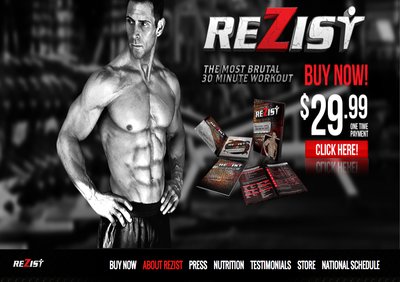 REZIST
THE MOST BRUTAL
30 MINUTE WORKOUT
BUY NOW!
$29.99
ONE TIME
PAYMENT
CLICK HERE!
REZIST
REZIST
BUY NOW ABOUT REZIST PRESS NUTRITION TESTIMONIALS STORE NATIONAL SCHEDULE